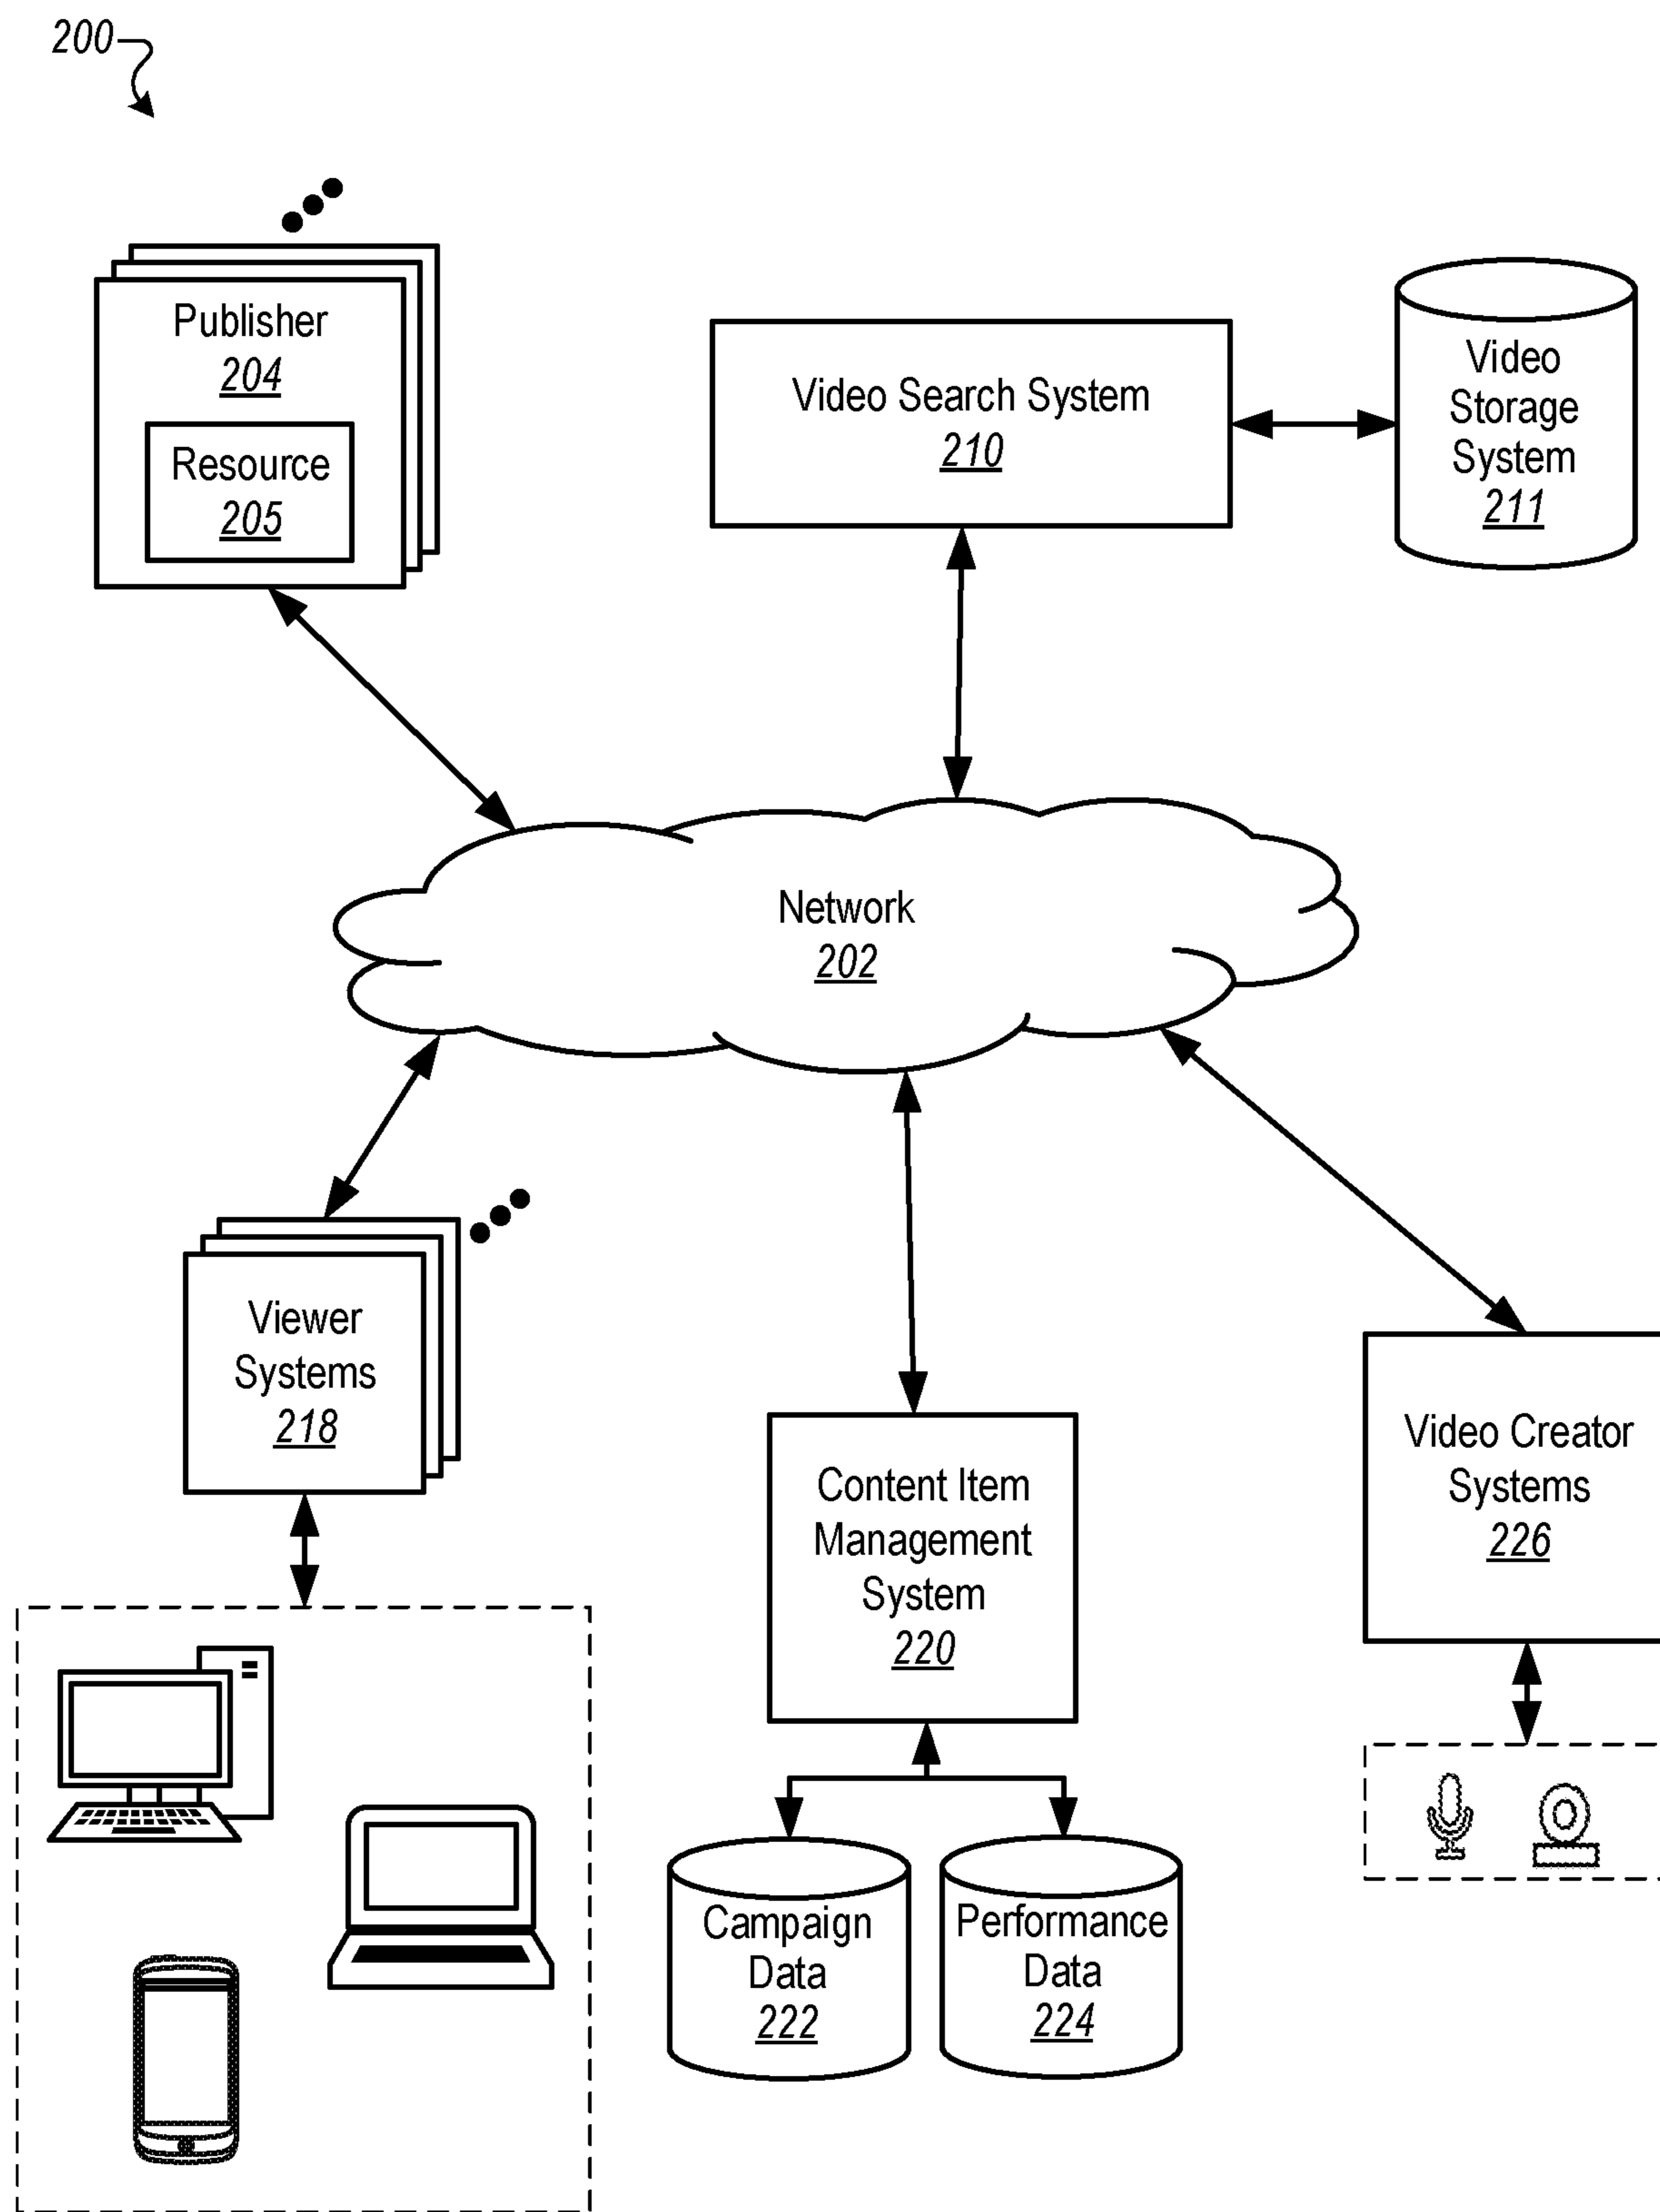 200
Publisher
204
Resource
205
Video Search System
210
Video
Storage
System
211
Network
202
Viewer
Systems
218
Content Item
Management
System
220
Video Creator
Systems
226
Campaign
Data
222
Performance
Data
224